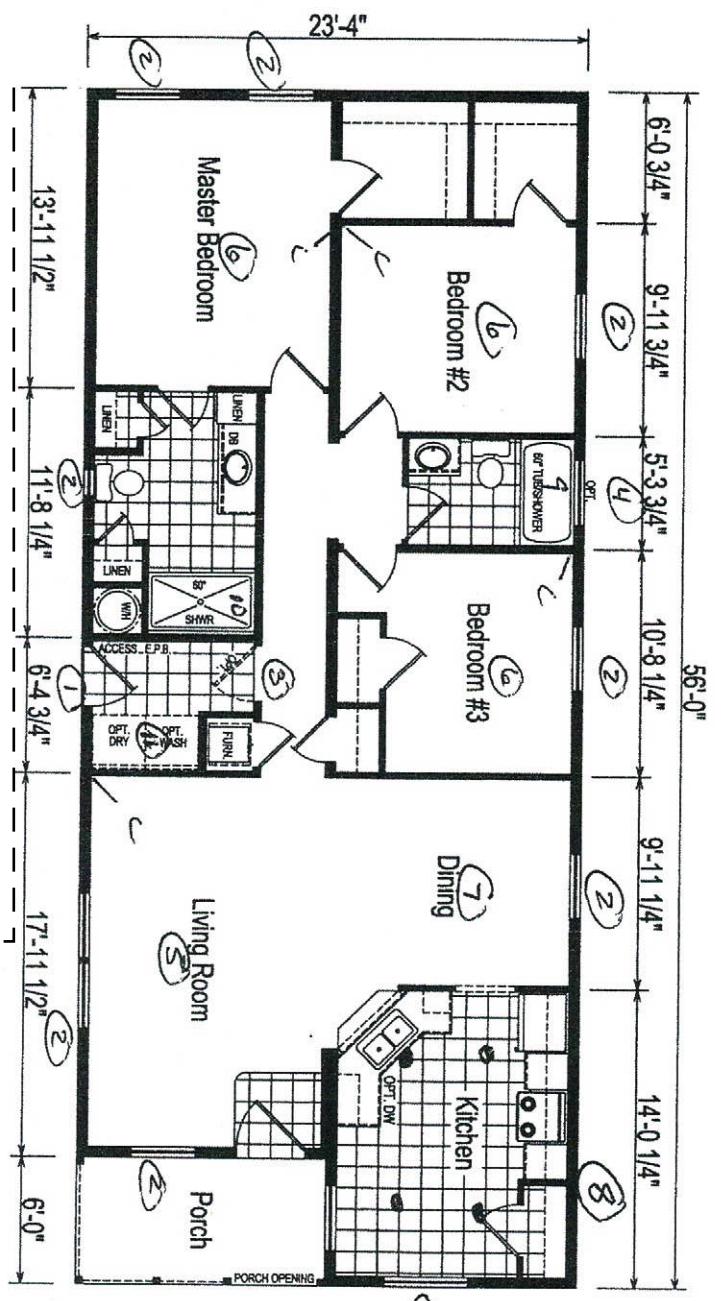 23'-4"
56'-0"
6'-0 3/4"
9'-11 3/4"
5'-3 3/4"
10'-8 1/4"
9'-11 1/4"
14'-0 1/4"
2
2
2
OPT.
4
2
2
8
Master Bedroom
6
Bedroom #2
6
60" TUB/SHOWER
9
Bedroom #3
6
Dining
7
Kitchen
OPT. DW
LINEN
LINEN
DB
LINEN
60"
SHWR
10
W/H
ACCESS E.P.B.
OPT.
3
OPT.
DRY
OPT.
WASH
11
FURN.
Living Room
5
Porch
PORCH OPENING
2
2
1
2
13'-11 1/2"
11'-8 1/4"
6'-4 3/4"
17'-11 1/2"
6'-0"